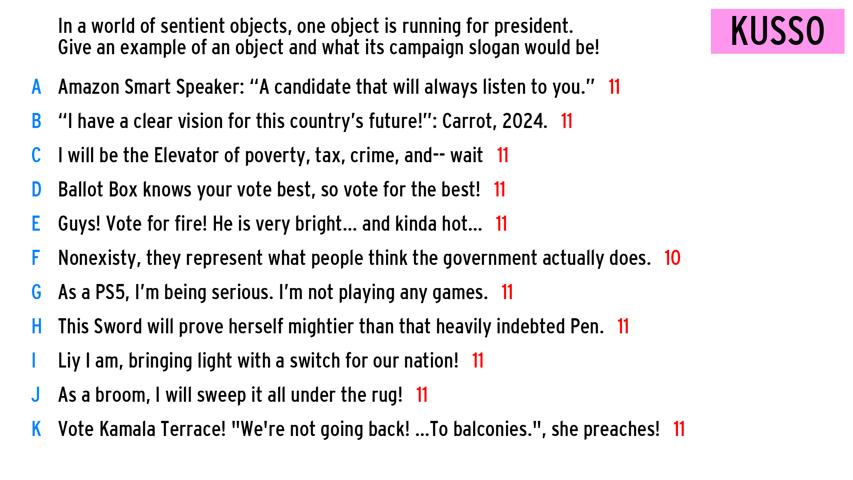 In a world of sentient objects, one object is running for president.
Give an example of an object and what its campaign slogan would be!
KUSSO
A Amazon Smart Speaker: “A candidate that will always listen to you.” 11
B “I have a clear vision for this country’s future!”: Carrot, 2024. 11
C I will be the Elevator of poverty, tax, crime, and-- wait 11
D Ballot Box knows your vote best, so vote for the best! 11
E Guys! Vote for fire! He is very bright... and kinda hot... 11
F Nonexisty, they represent what people think the government actually does. 10
G As a PS5, I’m being serious. I’m not playing any games. 11
H This Sword will prove herself mightier than that heavily indebted Pen. 11
I Liy I am, bringing light with a switch for our nation! 11
J As a broom, I will sweep it all under the rug! 11
K Vote Kamala Terrace! "We're not going back! ...To balconies.", she preaches! 11